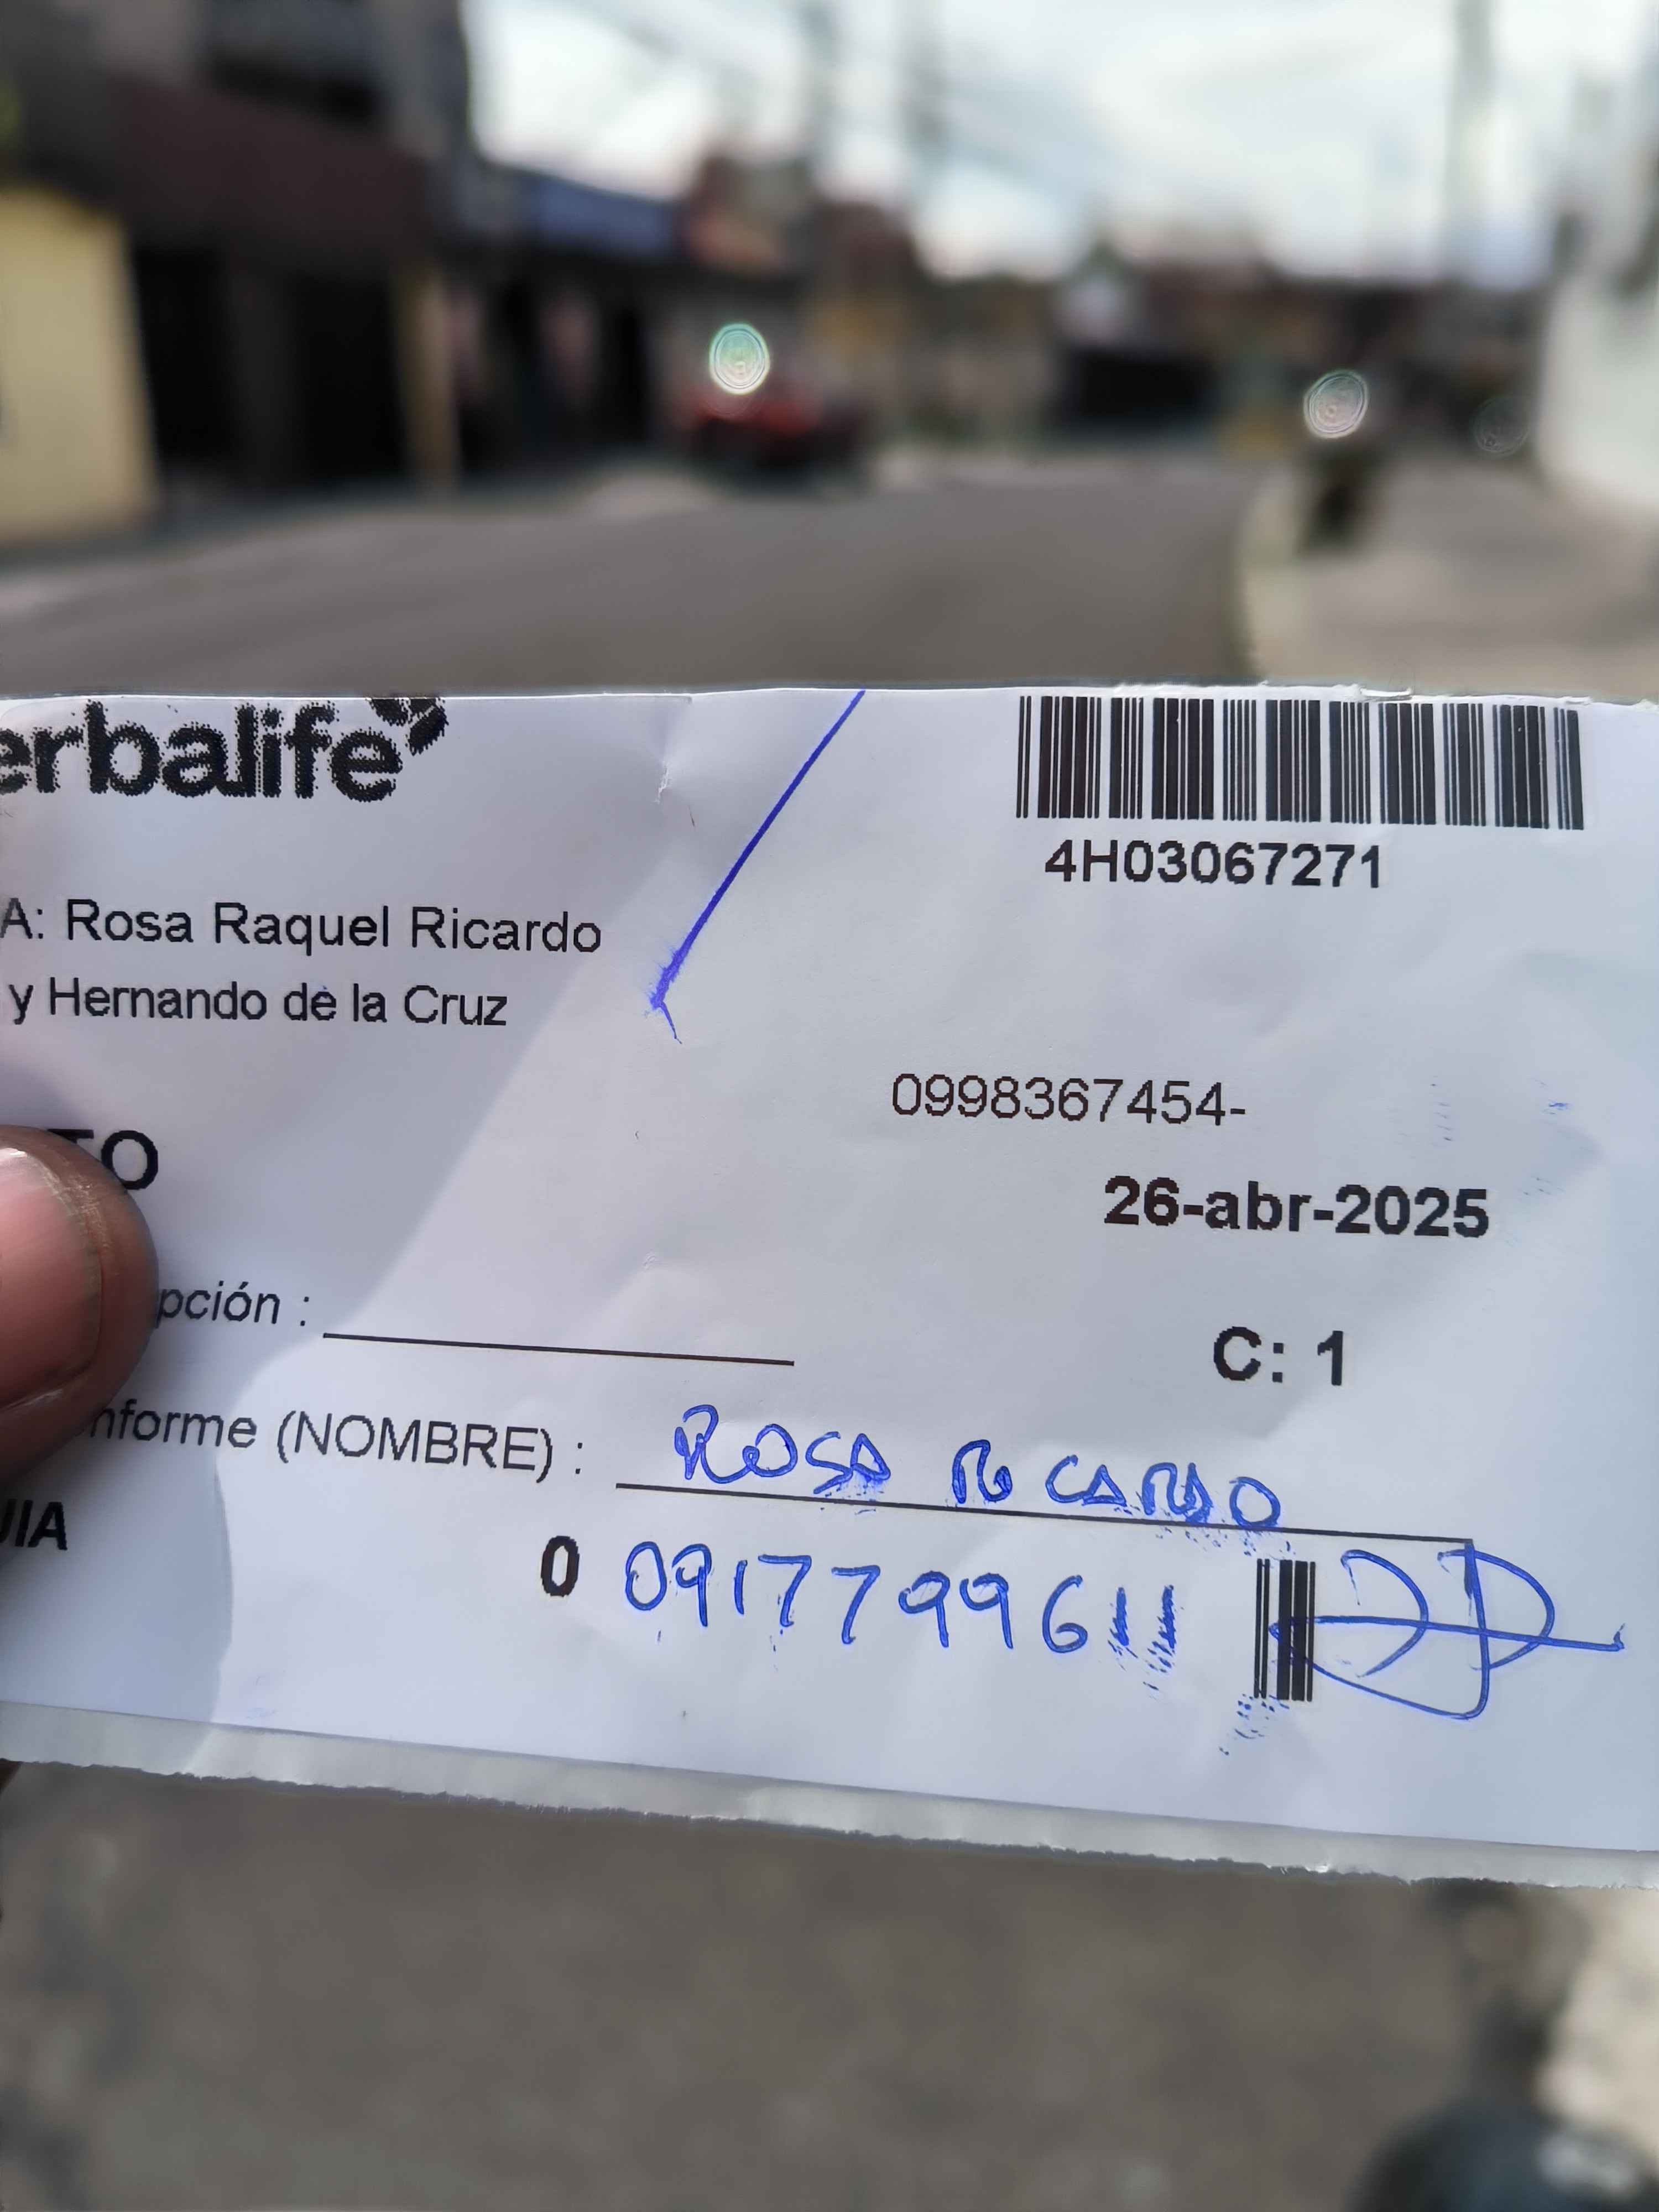 erbalife
4H03067271
A: Rosa Raquel Ricardo
y Hernando de la Cruz
0998367454-
TO
26-abr-2025
pción :
C: 1
nforme (NOMBRE) : ROSA RICARDO
UIA
0 0917799611